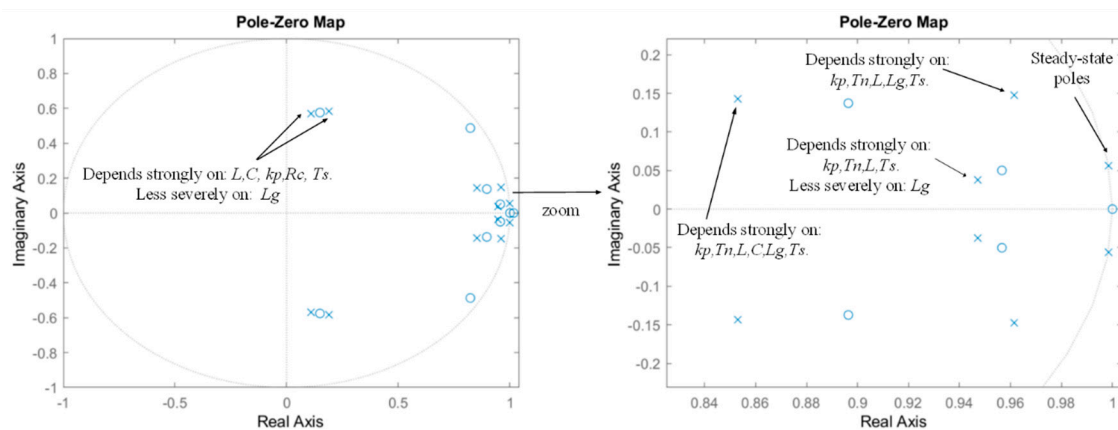 Pole-Zero Map
1
0.8
0.6
0.4
0.2
0
-0.2
-0.4
-0.6
-0.8
-1
-1
-0.5
0
0.5
1
Real Axis
Imaginary Axis
Depends strongly on: L,C, kp,Rc, Ts.
Less severely on: Lg
zoom
Pole-Zero Map
0.2
0.15
0.1
0.05
0
-0.05
-0.1
-0.15
-0.2
0.84
0.86
0.88
0.9
0.92
0.94
0.96
0.98
1
Real Axis
Imaginary Axis
Depends strongly on:
kp,Tn,L,Lg,Ts.
Steady-state
poles
Depends strongly on:
kp,Tn,L,Ts.
Less severely on: Lg
Depends strongly on:
kp,Tn,L,C,Lg,Ts.